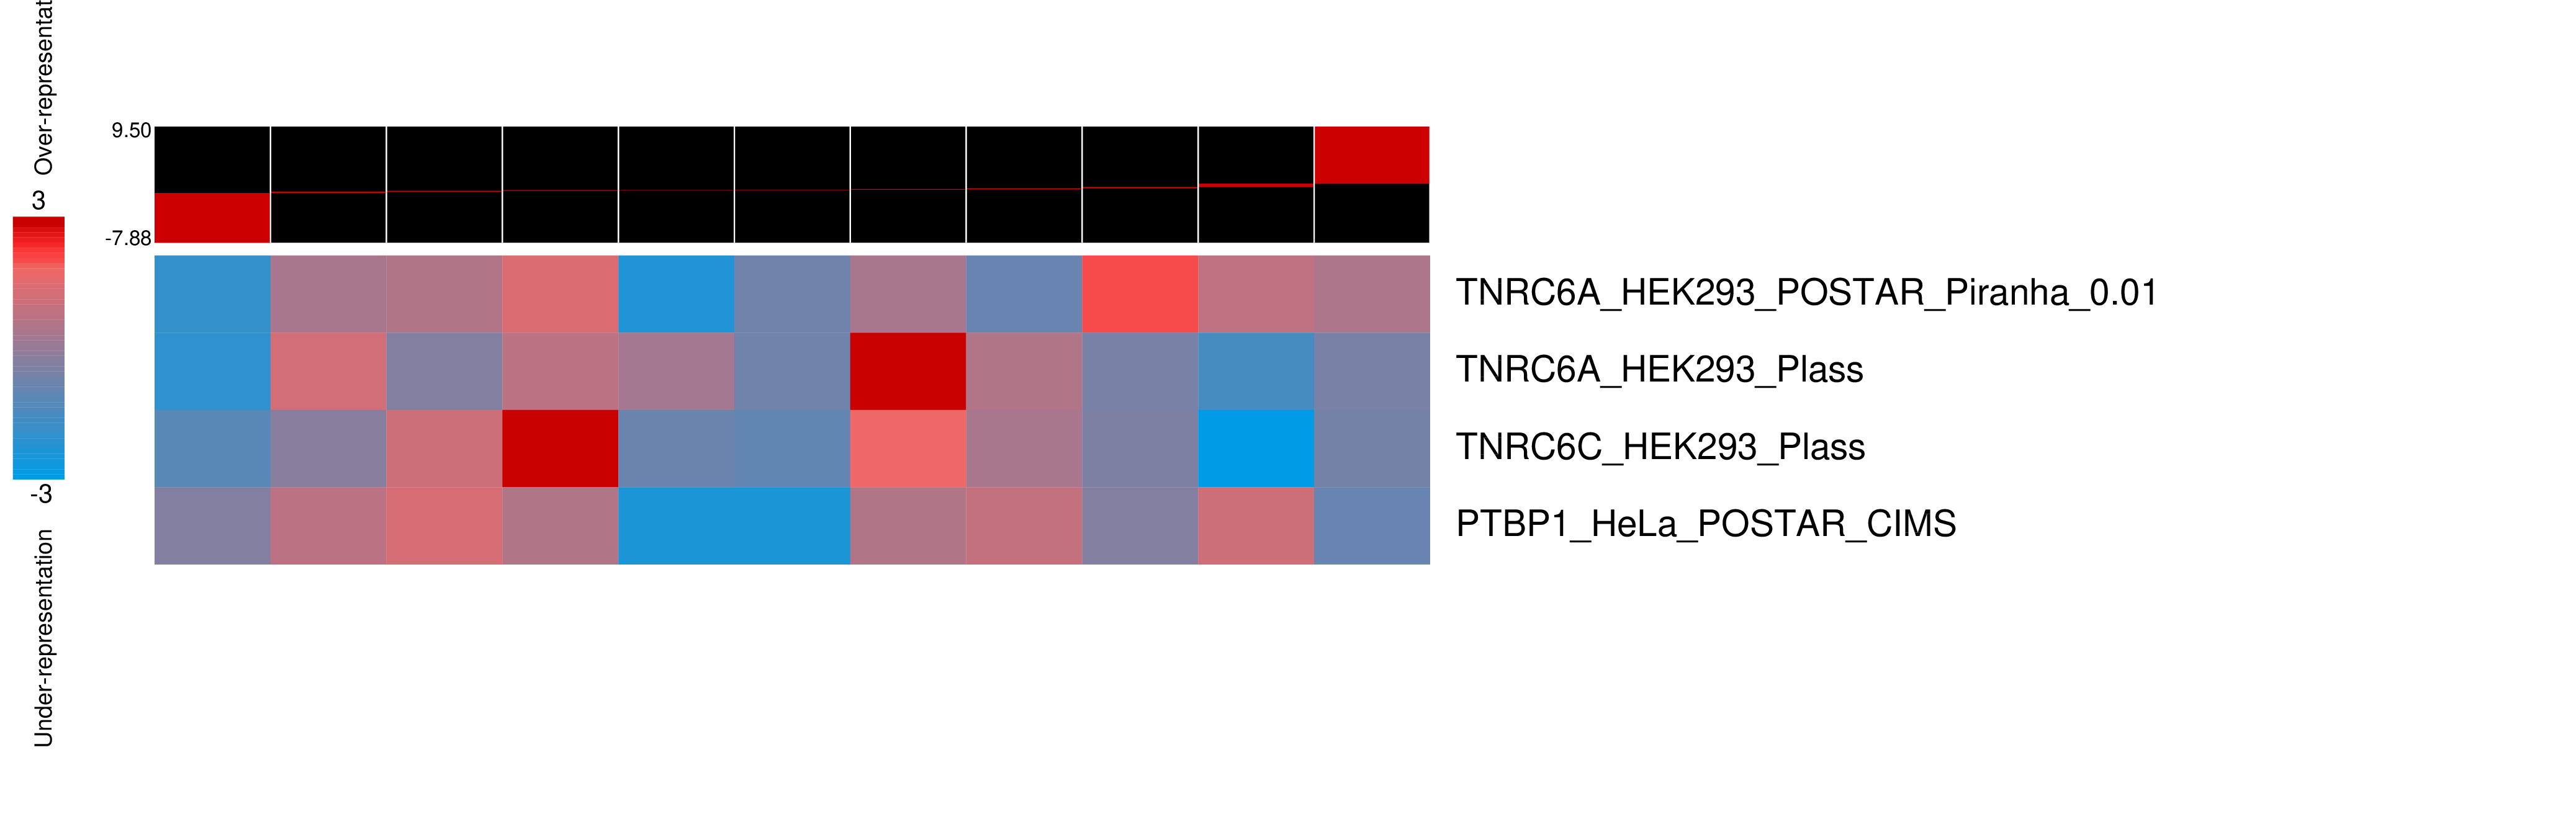 Over-representat
9.50
-7.88
3
-3
Under-representation
TNRC6A_HEK293_POSTAR_Piranha_0.01
TNRC6A_HEK293_Plass
TNRC6C_HEK293_Plass
PTBP1_HeLa_POSTAR_CIMS